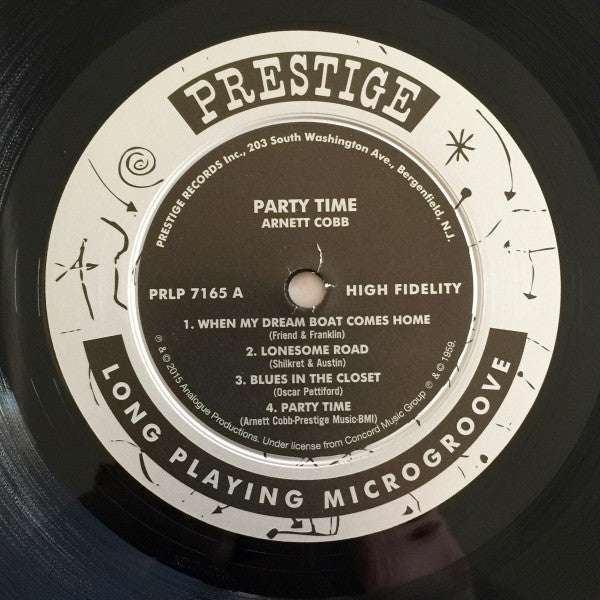 PRESTIGE
PRESTIGE RECORDS Inc., 203 South Washington Ave., Bergenfield, N.J.
PARTY TIME
ARNETT COBB
PRLP 7165 A
HIGH FIDELITY
1. WHEN MY DREAM BOAT COMES HOME
(Friend & Franklin)
2. LONESOME ROAD
(Shilkret & Austin)
3. BLUES IN THE CLOSET
(Oscar Pettiford)
4. PARTY TIME
(Arnett Cobb-Prestige Music-BMI)
℗ & © 2015 Analogue Productions. Under license from Concord Music Group ℗ & © 1959.
LONG PLAYING MICROGROOVE